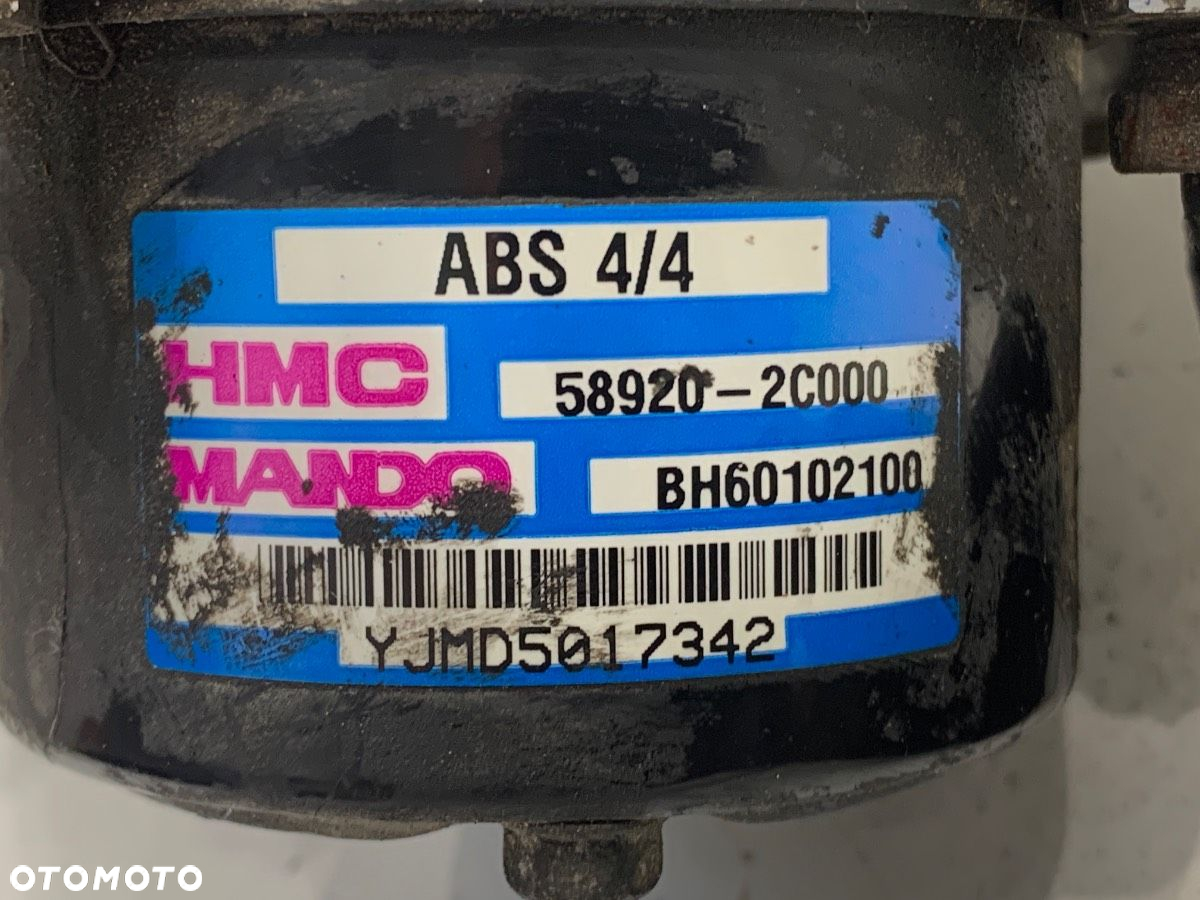 ABS 4/4
HMC 58920-2C000
MANDO BH60102100
YJMD5017342
OTOMOTO